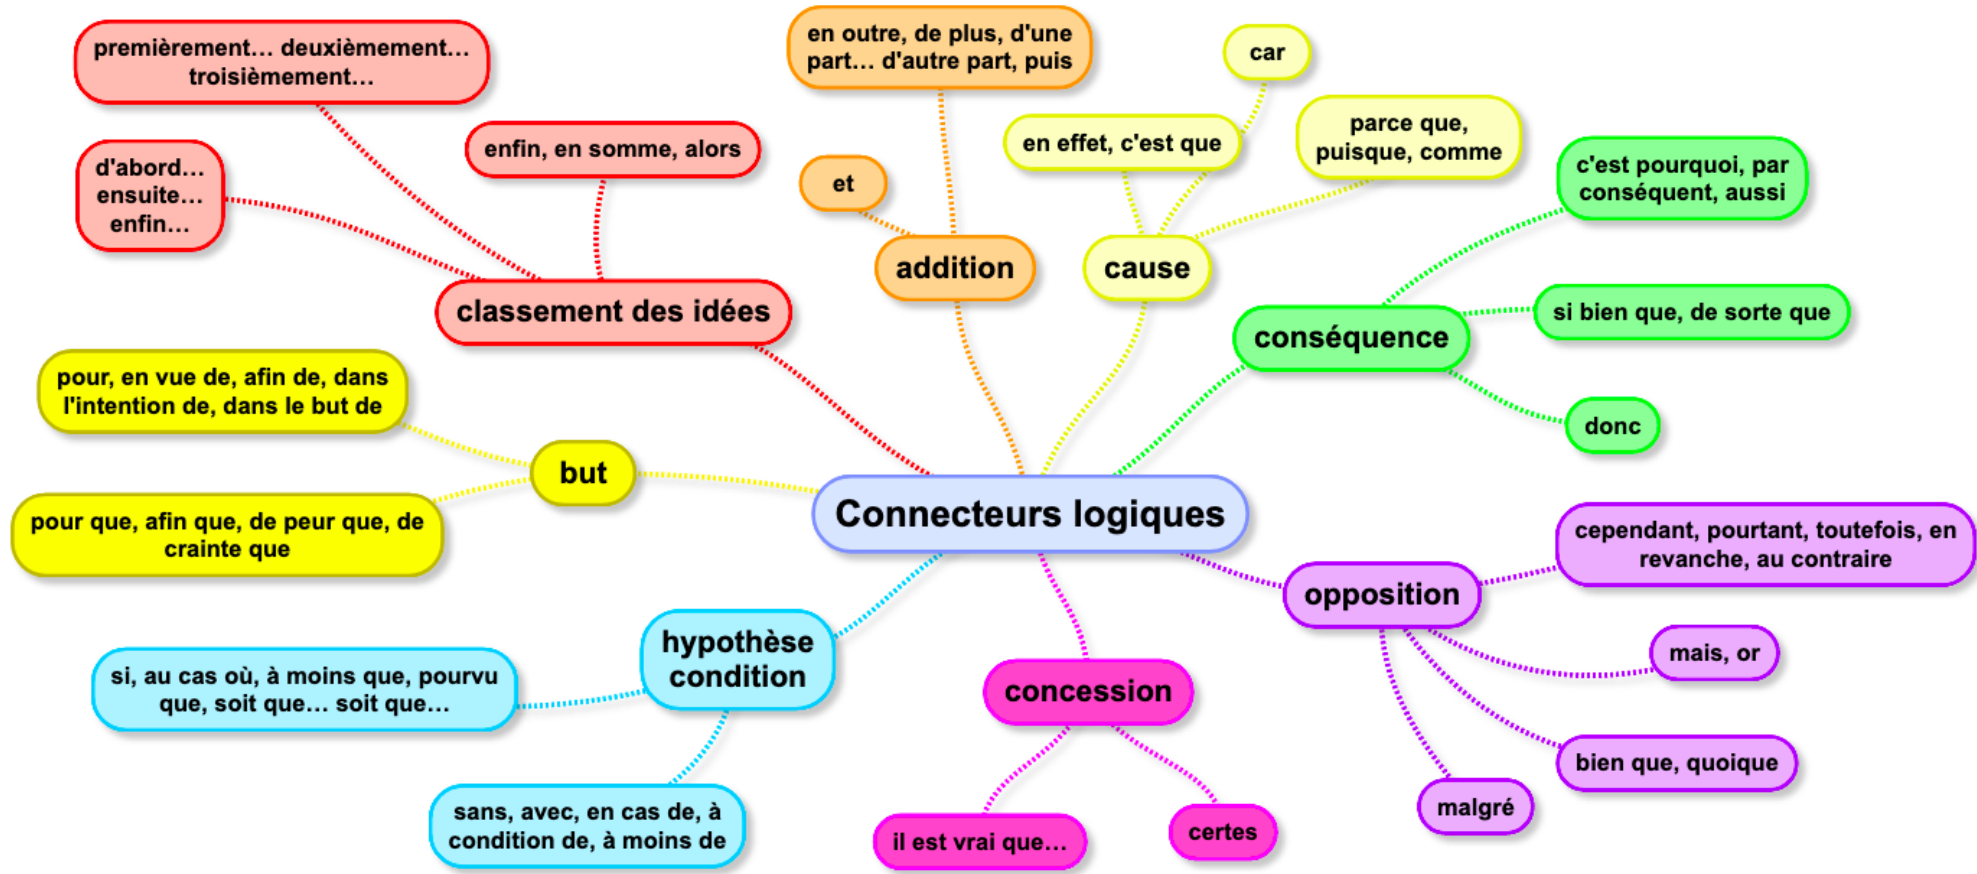 premièrement... deuxièmement...
troisièmement...
d'abord...
ensuite...
enfin...
enfin, en somme, alors
classement des idées
en outre, de plus, d'une
part... d'autre part, puis
et
addition
car
en effet, c'est que
parce que,
puisque, comme
cause
c'est pourquoi, par
conséquent, aussi
si bien que, de sorte que
donc
conséquence
pour, en vue de, afin de, dans
l'intention de, dans le but de
pour que, afin que, de peur que, de
crainte que
but
Connecteurs logiques
cependant, pourtant, toutefois, en
revanche, au contraire
opposition
mais, or
bien que, quoique
malgré
hypothèse
condition
si, au cas où, à moins que, pourvu
que, soit que... soit que...
sans, avec, en cas de, à
condition de, à moins de
concession
il est vrai que...
certes